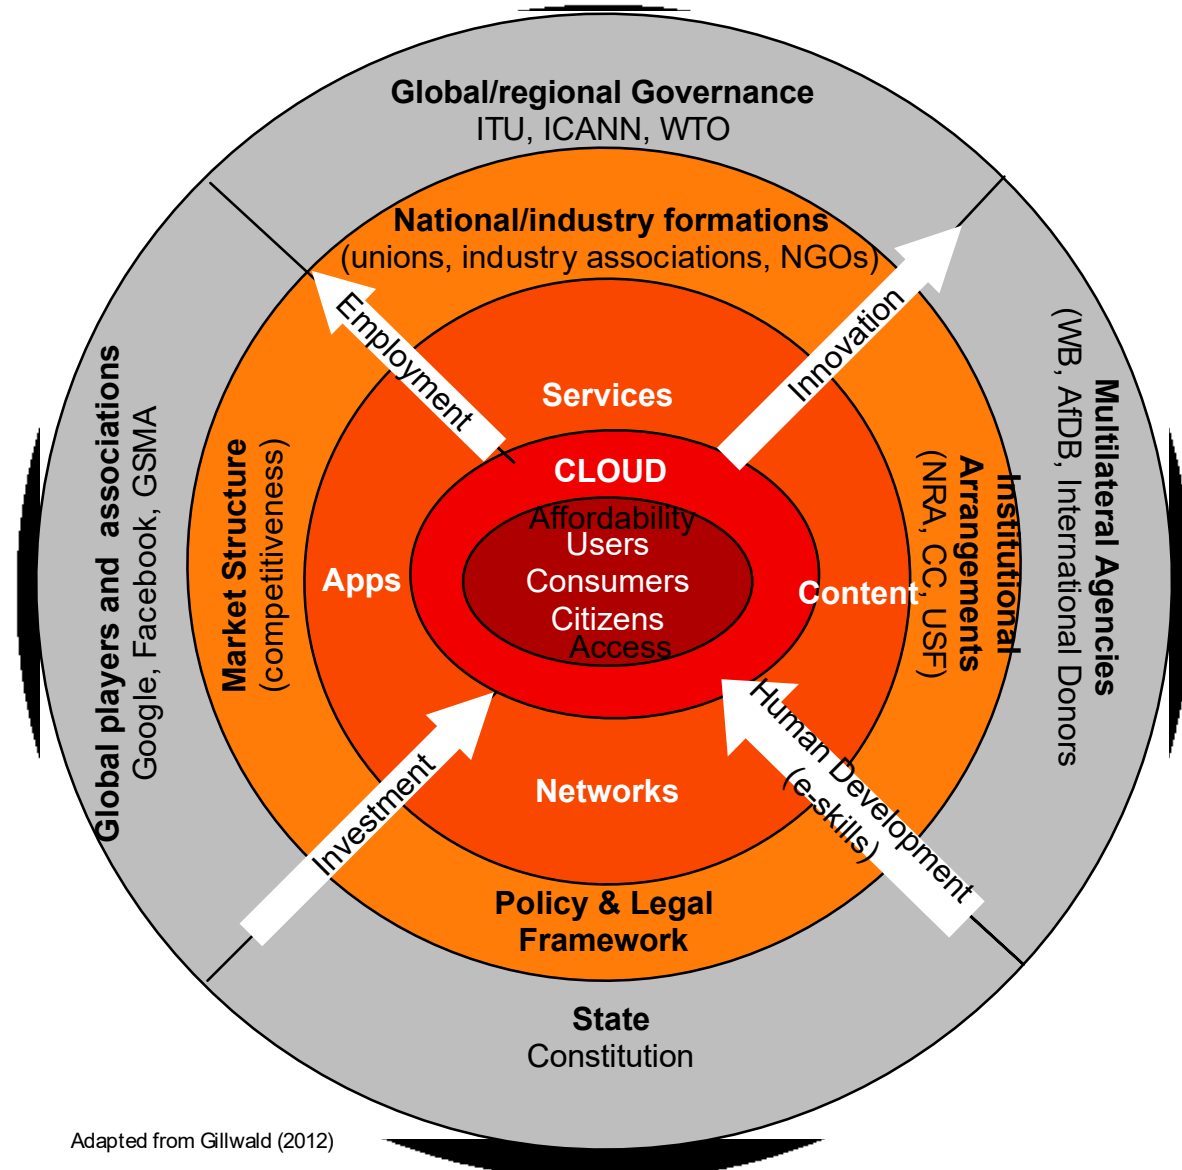 Global/regional Governance
ITU, ICANN, WTO
National/industry formations
(unions, industry associations, NGOs)
Employment
Innovation
Services
CLOUD
Affordability
Users
Consumers
Citizens
Access
Apps
Content
Networks
Global players and associations
Google, Facebook, GSMA
Market Structure
(competitiveness)
Institutional
Arrangements
(NRA, CC, USF)
Multilateral Agencies
(WB, AfDB, International Donors
Investment
Human Development
(e-skills)
Policy & Legal
Framework
State
Constitution
Adapted from Gillwald (2012)